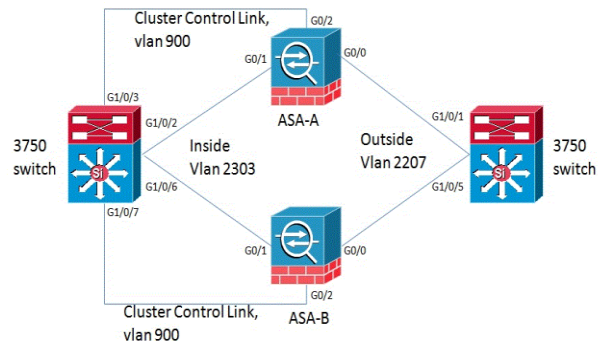 Cluster Control Link,
vlan 900
G0/2
G0/1
G0/0
ASA-A
G1/0/3
G1/0/2
3750
switch
Si
G1/0/6
G1/0/7
Inside
Vlan 2303
Outside
Vlan 2207
G1/0/1
3750
switch
Si
G1/0/5
G0/1
G0/0
G0/2
ASA-B
Cluster Control Link,
vlan 900